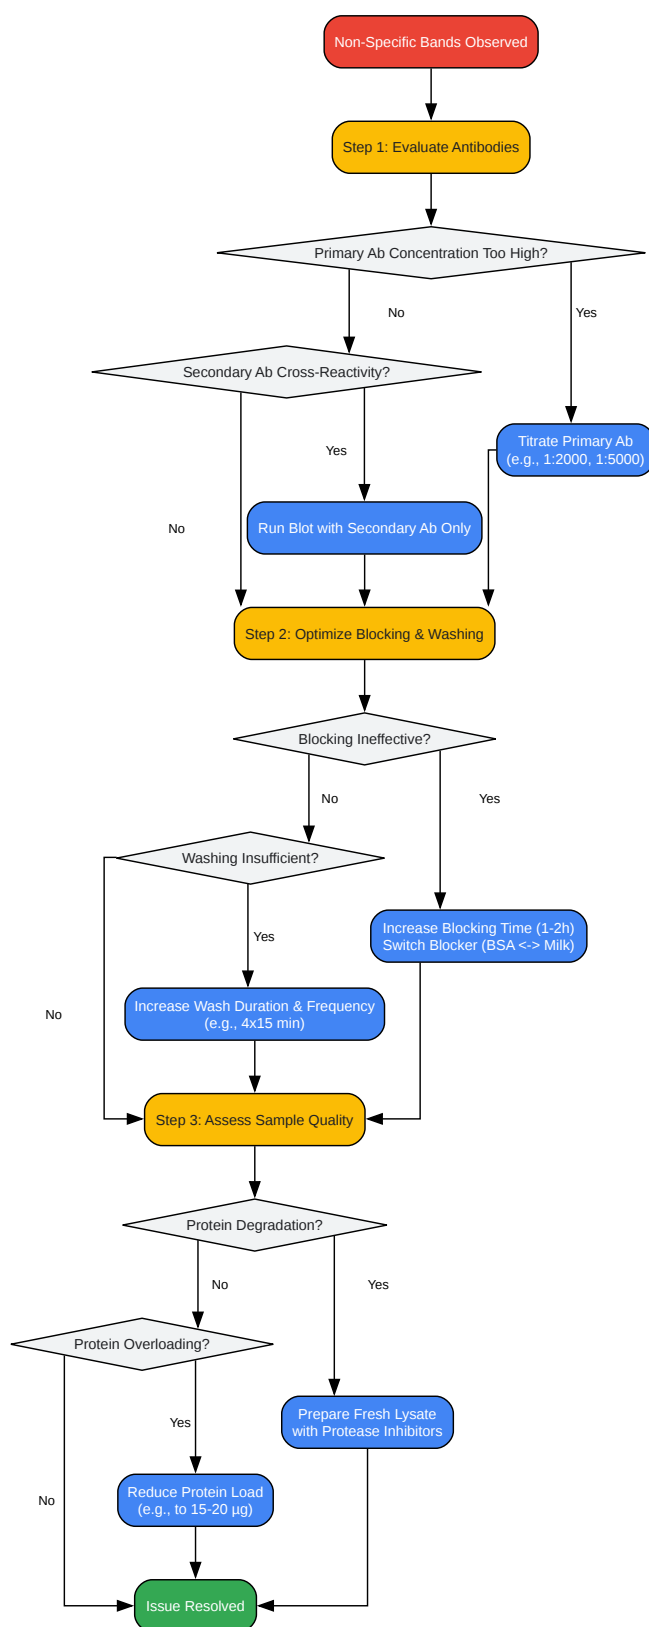 Non-Specific Bands Observed
Step 1: Evaluate Antibodies
Primary Ab Concentration Too High?
No
Yes
Secondary Ab Cross-Reactivity?
Titrate Primary Ab
(e.g., 1:2000, 1:5000)
Yes
No
Run Blot with Secondary Ab Only
Step 2: Optimize Blocking & Washing
Blocking Ineffective?
No
Yes
Washing Insufficient?
Increase Blocking Time (1-2h)
Switch Blocker (BSA <-> Milk)
Yes
No
Increase Wash Duration & Frequency
(e.g., 4x15 min)
Step 3: Assess Sample Quality
Protein Degradation?
No
Yes
Protein Overloading?
Prepare Fresh Lysate
with Protease Inhibitors
Yes
No
Reduce Protein Load
(e.g., to 15-20 µg)
Issue Resolved